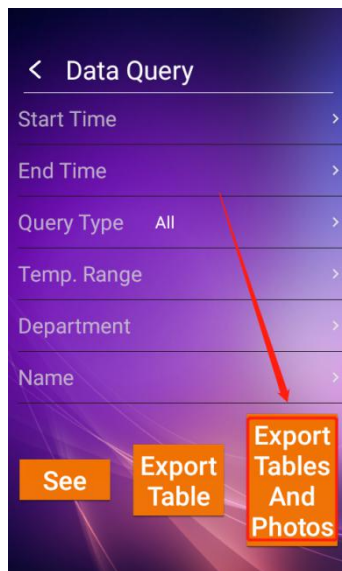 < Data Query
Start Time >
End Time >
Query Type All >
Temp. Range >
Department >
Name >
See
Export
Table
Export
Tables
And
Photos